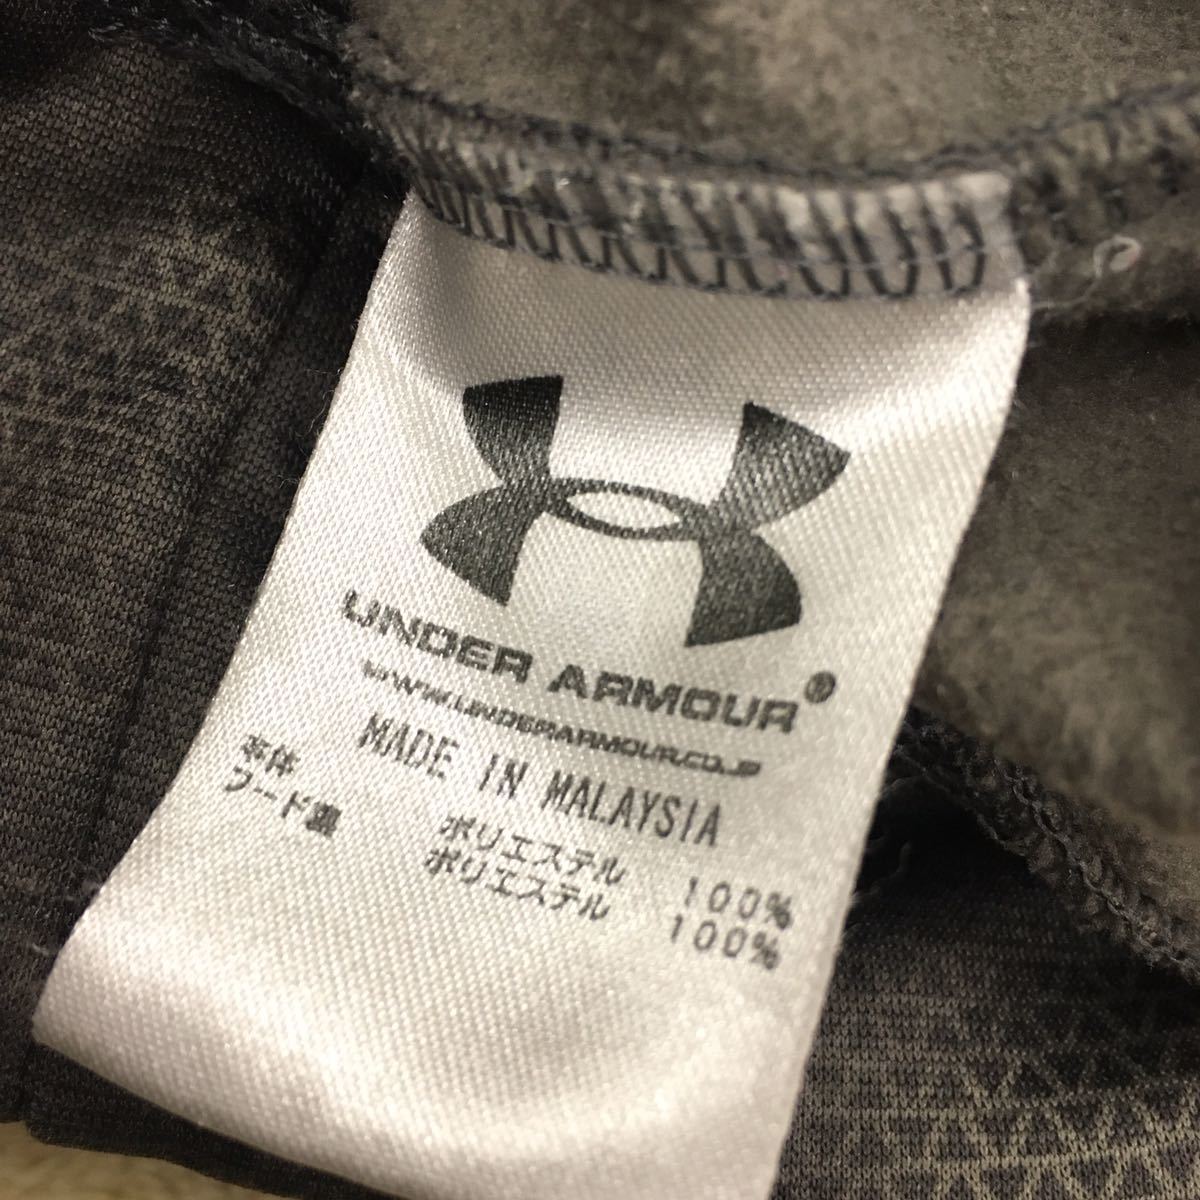 UNDER ARMOUR®
WWW.UNDERARMOUR.CO.JP
MADE IN MALAYSIA
本体 ポリエステル 100%
フード裏 ポリエステル 100%